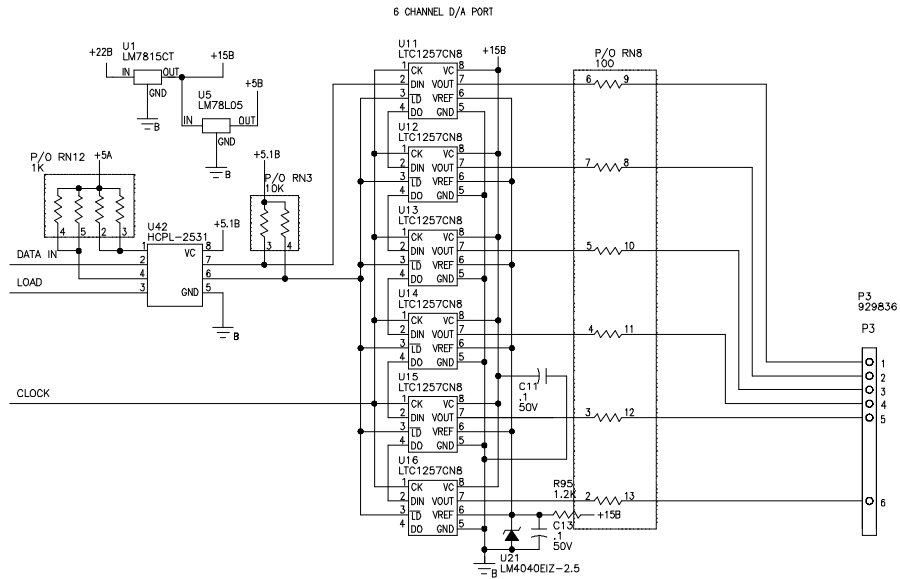 6 CHANNEL D/A PORT
U1
LM7815CT
+22B
IN
OUT
+15B
GND
B
U5
LM78L05
+5B
IN
OUT
GND
B
P/O RN12
1K
+5A
4
5
2
3
+5.1B
P/O RN3
10K
3
4
U42
HCPL-2531
+5.1B
1
VC
8
2
7
4
6
3
GND
5
B
DATA IN
LOAD
CLOCK
U11
LTC1257CN8
+15B
1 CK VC 8
2 DIN VOUT 7
3 LD VREF 6
4 DO GND 5
U12
LTC1257CN8
1 CK VC 8
2 DIN VOUT 7
3 LD VREF 6
4 DO GND 5
U13
LTC1257CN8
1 CK VC 8
2 DIN VOUT 7
3 LD VREF 6
4 DO GND 5
U14
LTC1257CN8
1 CK VC 8
2 DIN VOUT 7
3 LD VREF 6
4 DO GND 5
U15
LTC1257CN8
1 CK VC 8
2 DIN VOUT 7
3 LD VREF 6
4 DO GND 5
U16
LTC1257CN8
1 CK VC 8
2 DIN VOUT 7
3 LD VREF 6
4 DO GND 5
C11
.1
50V
P/O RN8
100
6 9
7 8
5 10
4 11
3 12
2 13
R95
1.2K
+15B
C13
.1
50V
U21
LM4040EIZ-2.5
B
P3
929836
P3
1
2
3
4
5
6